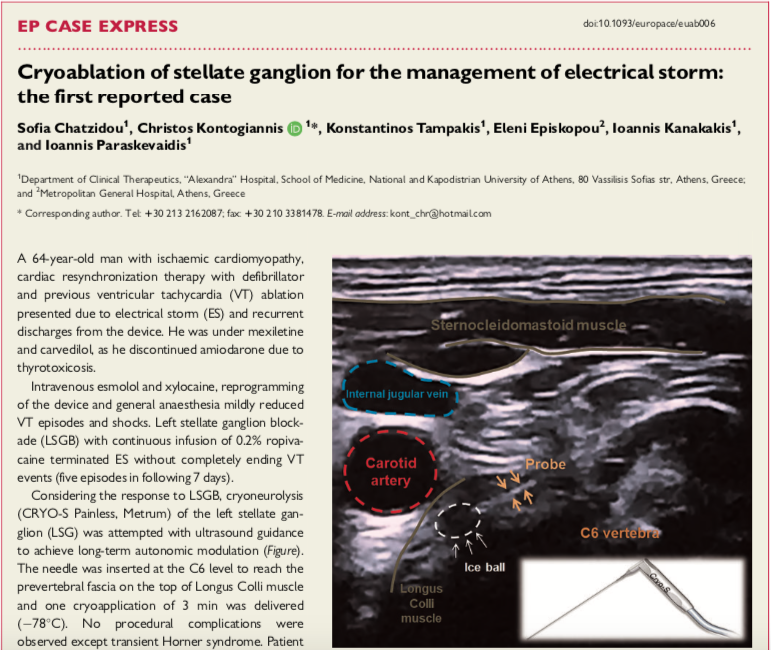 EP CASE EXPRESS
doi:10.1093/europace/euab006
Cryoablation of stellate ganglion for the management of electrical storm:
the first reported case
Sofia Chatzidou1, Christos Kontogiannis iD 1*, Konstantinos Tampakis1, Eleni Episkopou2, Ioannis Kanakakis1,
and Ioannis Paraskevaidis1
1Department of Clinical Therapeutics, “Alexandra” Hospital, School of Medicine, National and Kapodistrian University of Athens, 80 Vassilisis Sofias str, Athens, Greece;
and 2Metropolitan General Hospital, Athens, Greece
* Corresponding author. Tel: +30 213 2162087; fax: +30 210 3381478. E-mail address: kont_chr@hotmail.com
A 64-year-old man with ischaemic cardiomyopathy,
cardiac resynchronization therapy with defibrillator
and previous ventricular tachycardia (VT) ablation
presented due to electrical storm (ES) and recurrent
discharges from the device. He was under mexiletine
and carvedilol, as he discontinued amiodarone due to
thyrotoxicosis.
Intravenous esmolol and xylocaine, reprogramming
of the device and general anaesthesia mildly reduced
VT episodes and shocks. Left stellate ganglion block-
ade (LSGB) with continuous infusion of 0.2% ropiva-
caine terminated ES without completely ending VT
events (five episodes in following 7 days).
Considering the response to LSGB, cryoneurolysis
(CRYO-S Painless, Metrum) of the left stellate gan-
glion (LSG) was attempted with ultrasound guidance
to achieve long-term autonomic modulation (Figure).
The needle was inserted at the C6 level to reach the
prevertebral fascia on the top of Longus Colli muscle
and one cryoapplication of 3 min was delivered
(−78°C). No procedural complications were
observed except transient Horner syndrome. Patient
Sternocleidomastoid muscle
Internal jugular vein
Carotid
artery
Probe
C6 vertebra
Ice ball
Longus
Colli
muscle
Cryo-S